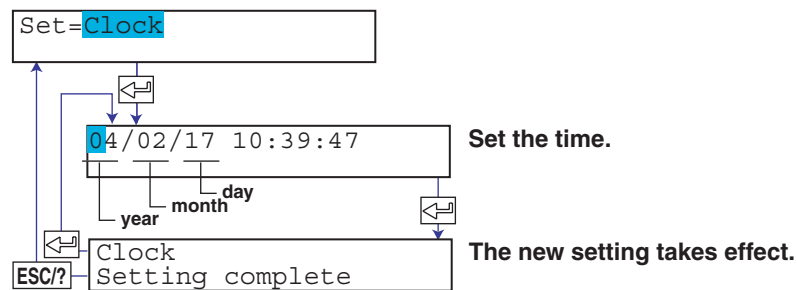 Set=Clock
04/02/17 10:39:47
Set the time.
day
month
year
Clock
The new setting takes effect.
ESC/?
Setting complete